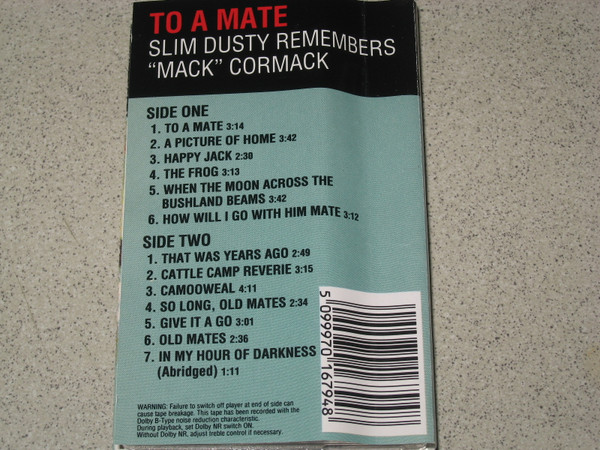 TO A MATE
SLIM DUSTY REMEMBERS
"MACK" CORMACK
SIDE ONE
1. TO A MATE 3:14
2. A PICTURE OF HOME 3:42
3. HAPPY JACK 2:30
4. THE FROG 3:13
5. WHEN THE MOON ACROSS THE
BUSHLAND BEAMS 3:42
6. HOW WILL I GO WITH HIM MATE 3:12
SIDE TWO
1. THAT WAS YEARS AGO 2:49
2. CATTLE CAMP REVERIE 3:15
3. CAMOOWEAL 4:11
4. SO LONG, OLD MATES 2:34
5. GIVE IT A GO 3:01
6. OLD MATES 2:36
7. IN MY HOUR OF DARKNESS
(Abridged) 1:11
WARNING: Failure to switch off player at end of side can
cause tape breakage. This tape has been recorded with the
Dolby B-Type noise reduction characteristic.
During playback, set Dolby NR switch ON.
Without Dolby NR, adjust treble control if necessary.
5 099970 167948